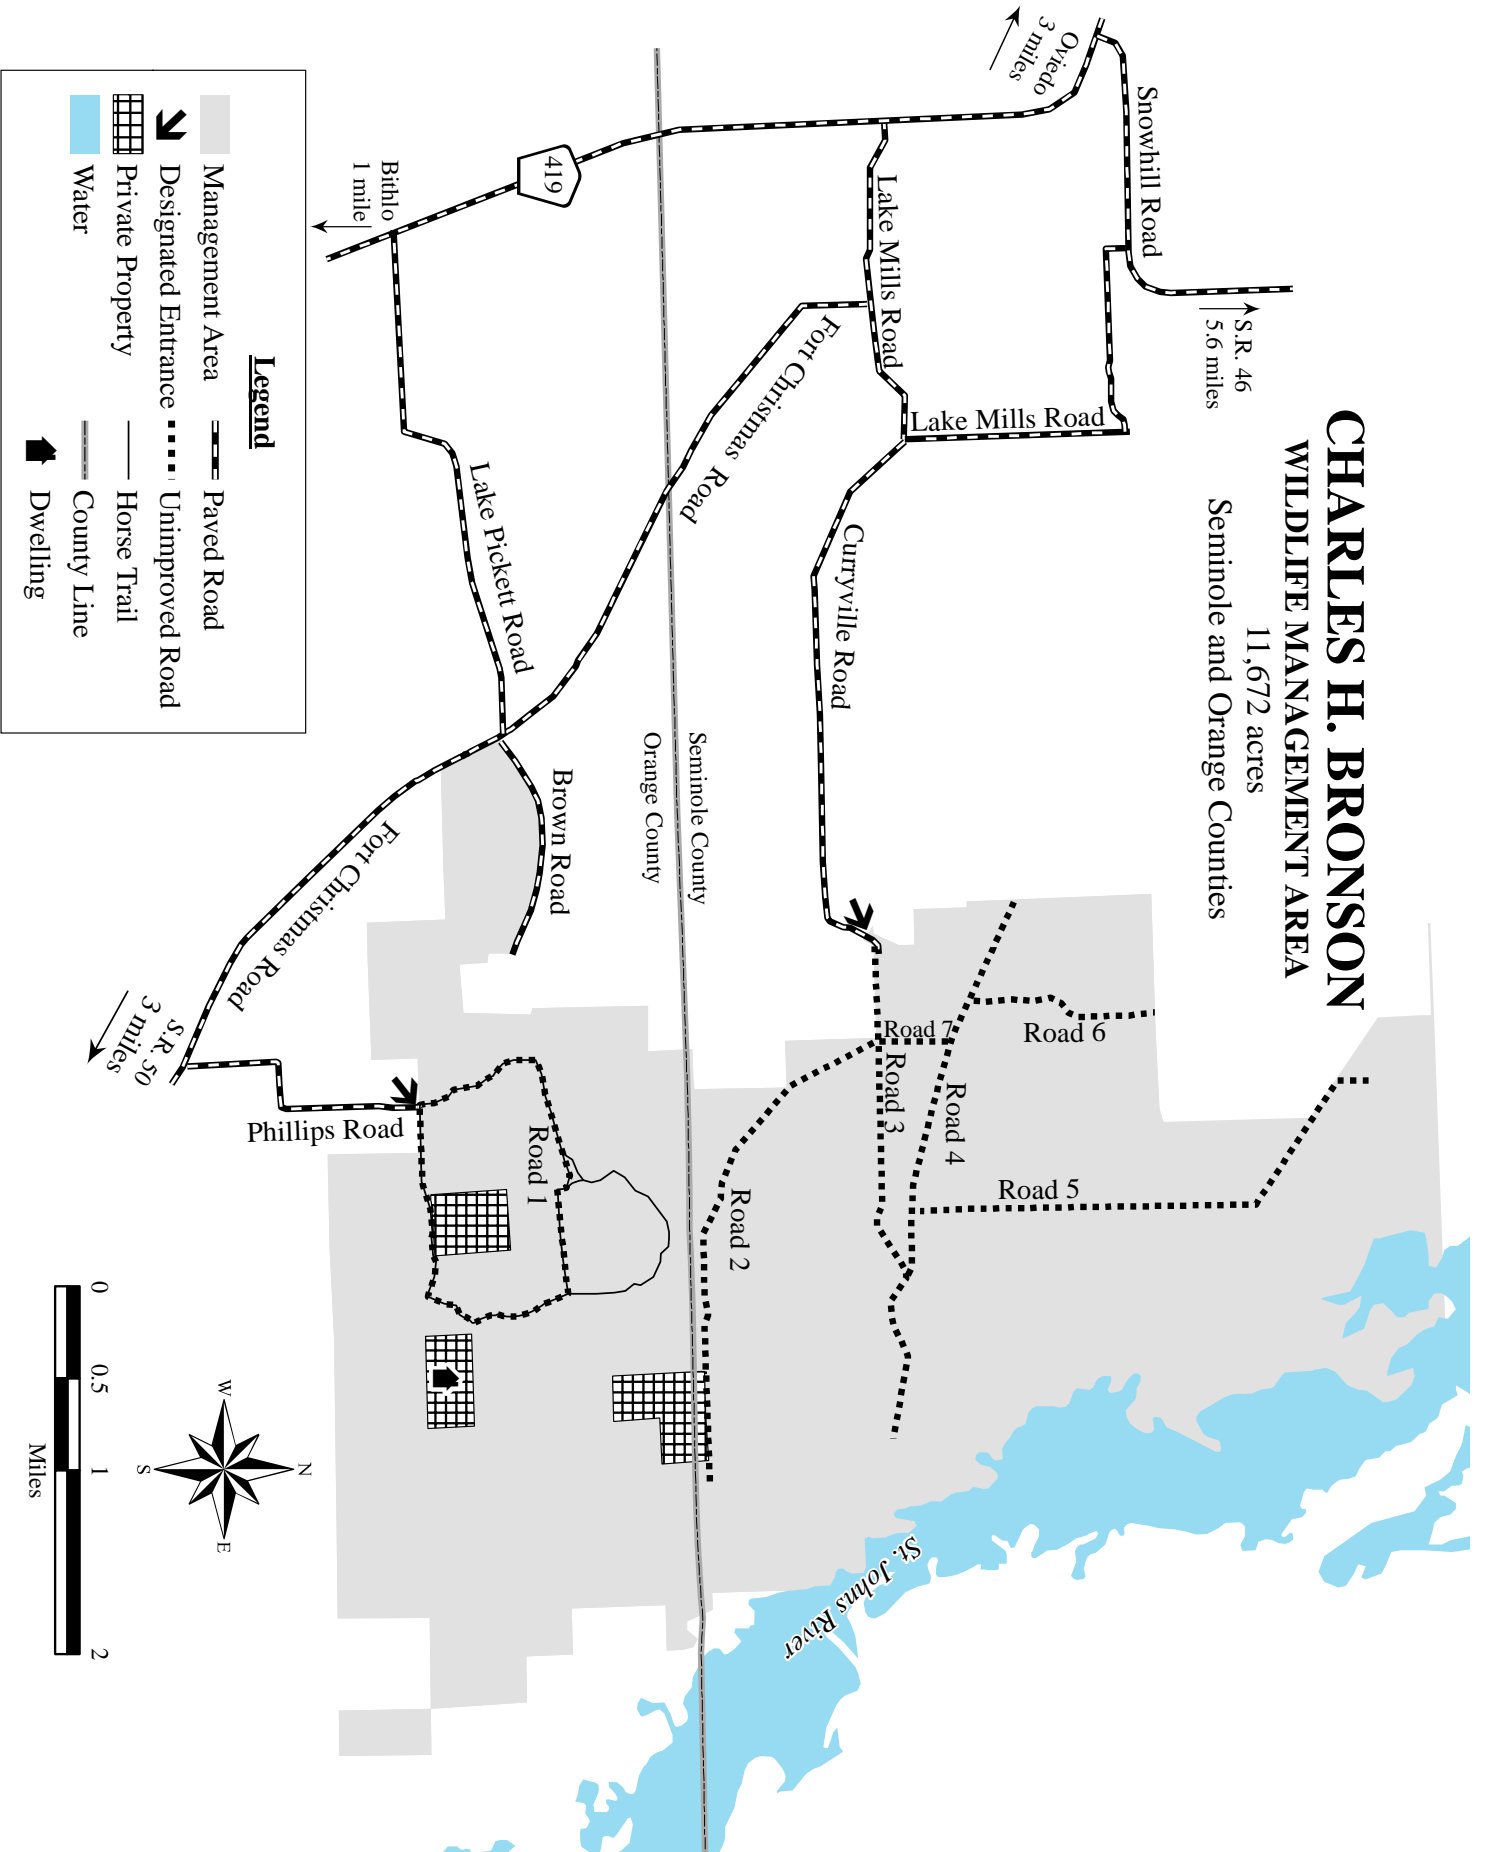 CHARLES H. BRONSON
WILDLIFE MANAGEMENT AREA
11,672 acres
Seminole and Orange Counties
S.R. 46
5.6 miles
Snowhill Road
Oviedo
3 miles
Lake Mills Road
Lake Mills Road
Fort Christmas Road
Curryville Road
419
Bithlo
1 mile
Lake Pickett Road
Seminole County
Orange County
Brown Road
Fort Christmas Road
S.R. 50
3 miles
Phillips Road
Road 1
Road 2
Road 3
Road 4
Road 5
Road 6
Road 7
St. Johns River
Legend
Management Area
Designated Entrance
Private Property
Water
Paved Road
Unimproved Road
Horse Trail
County Line
Dwelling
N
W
E
S
0 0.5 1 2
Miles